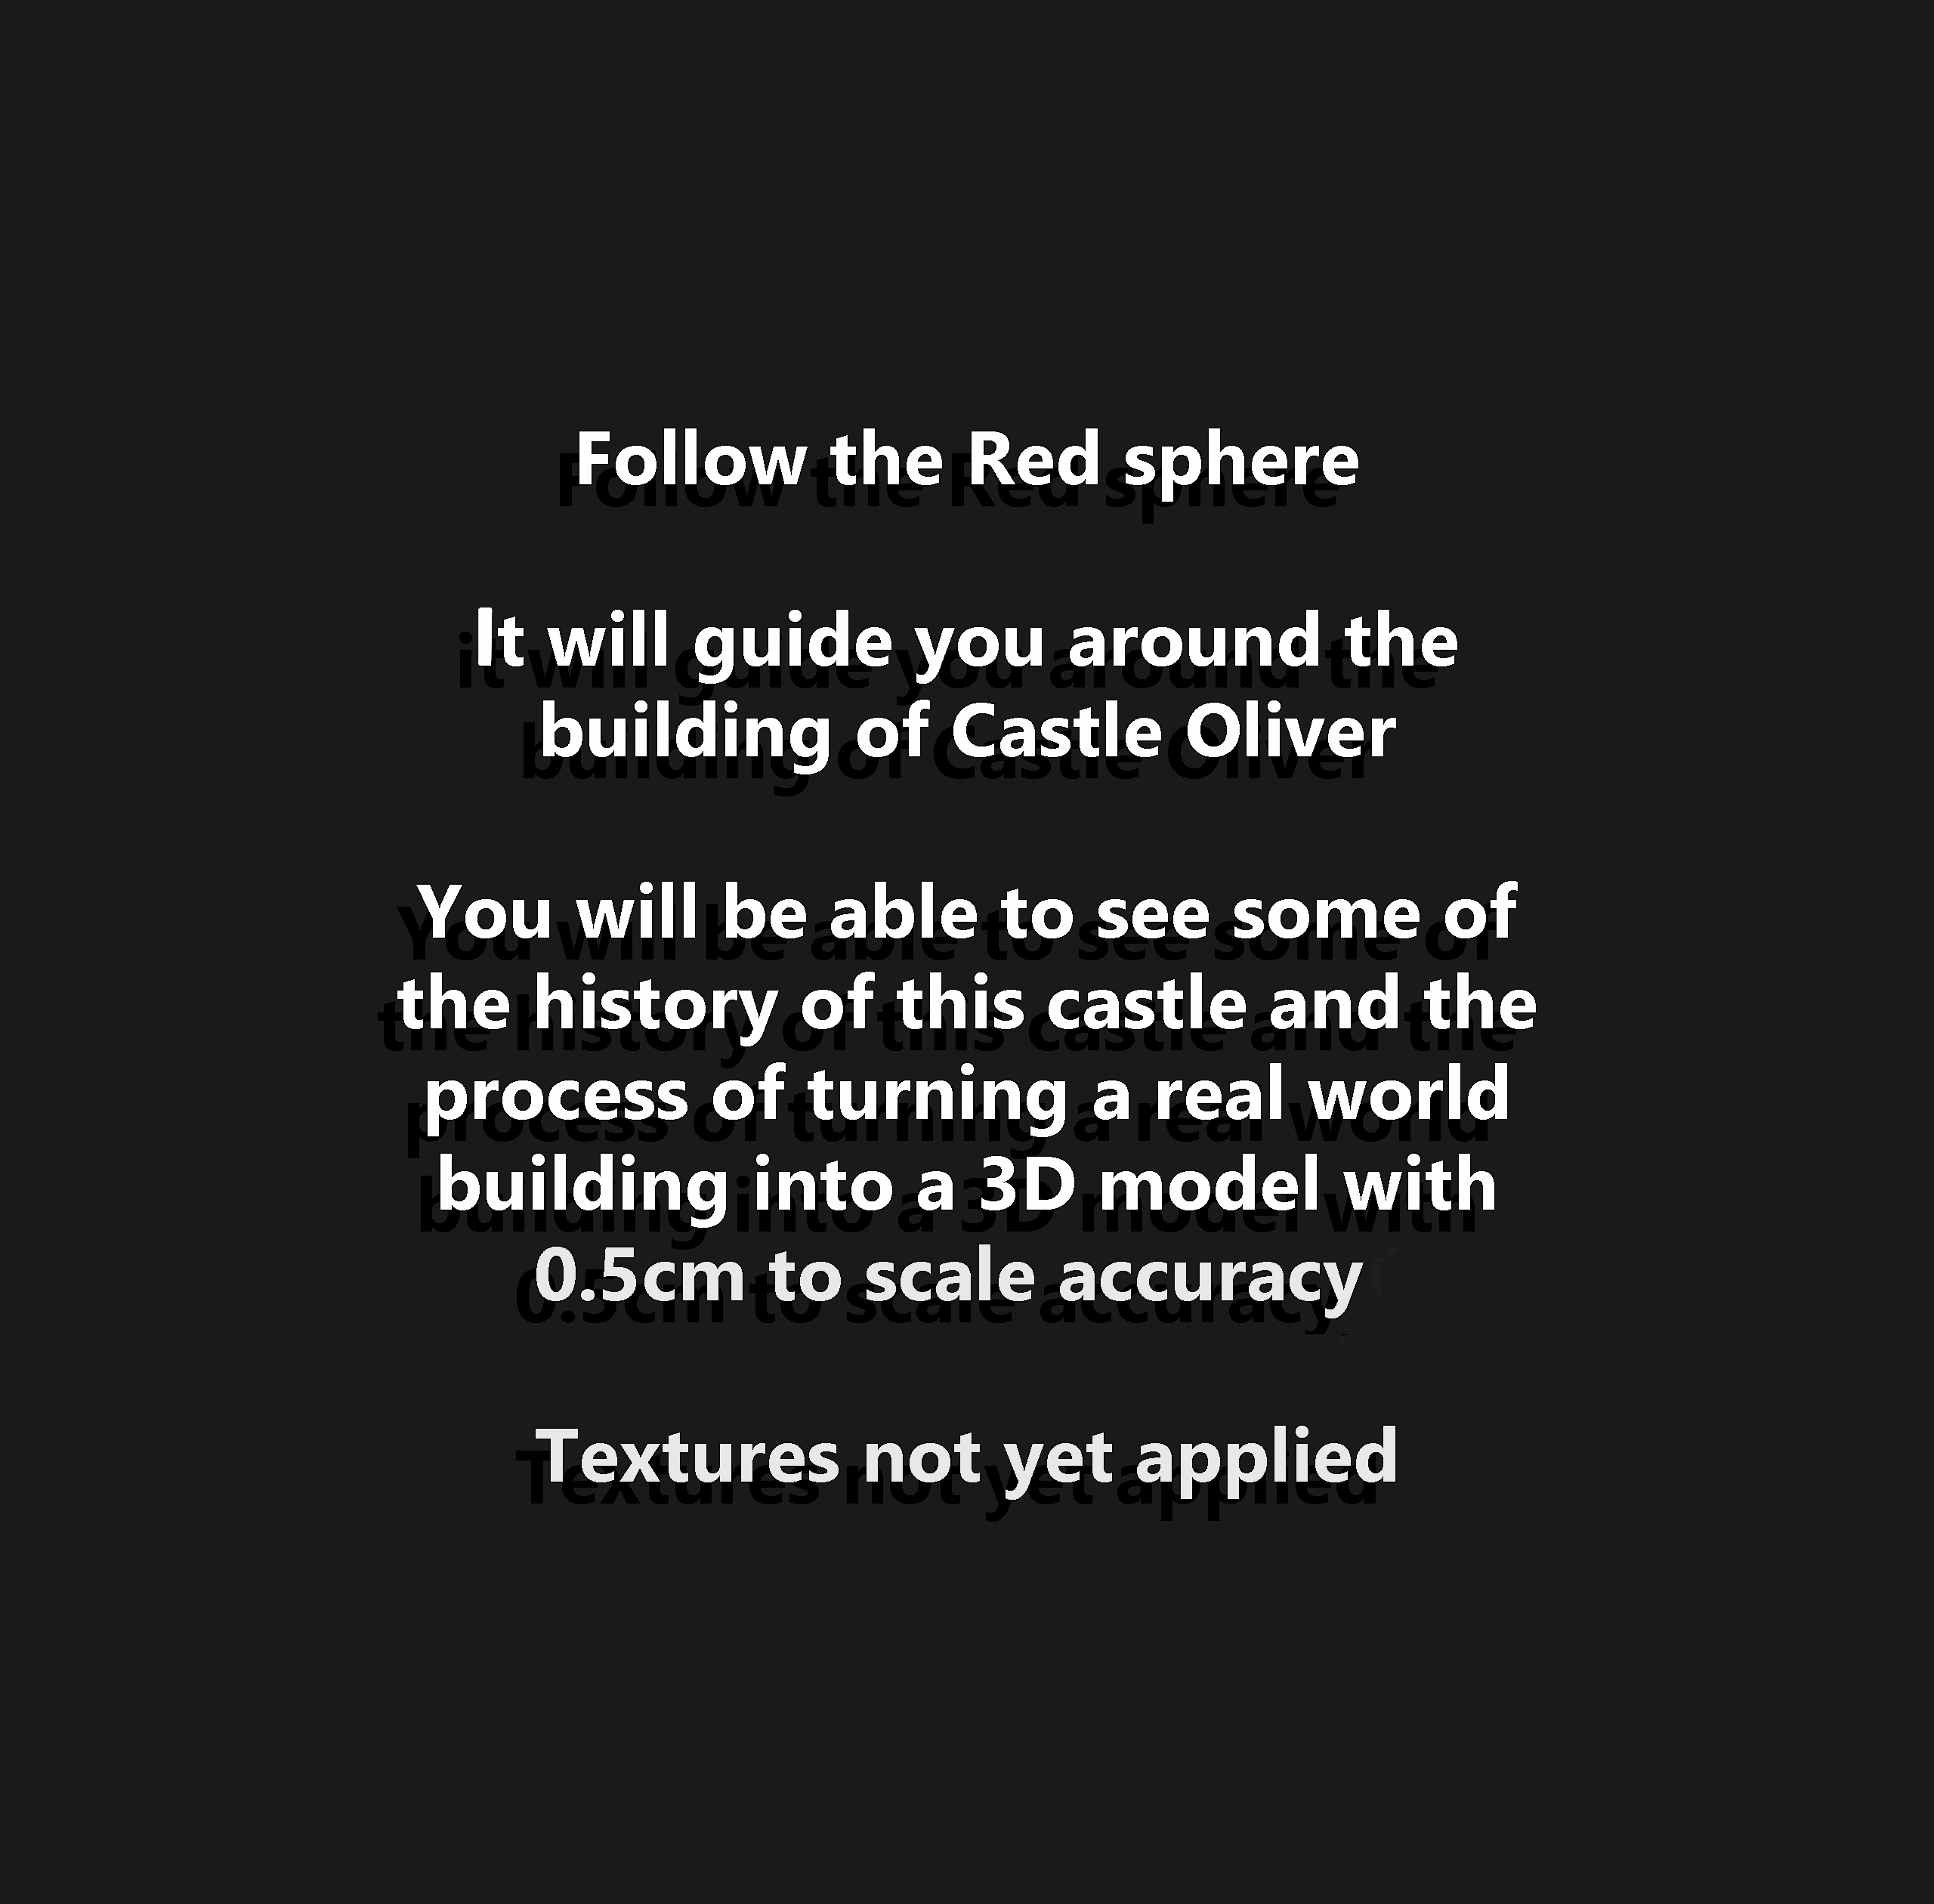 Follow the Red sphere
It will guide you around the
building of Castle Oliver
You will be able to see some of
the history of this castle and the
process of turning a real world
building into a 3D model with
0.5cm to scale accuracy
Textures not yet applied